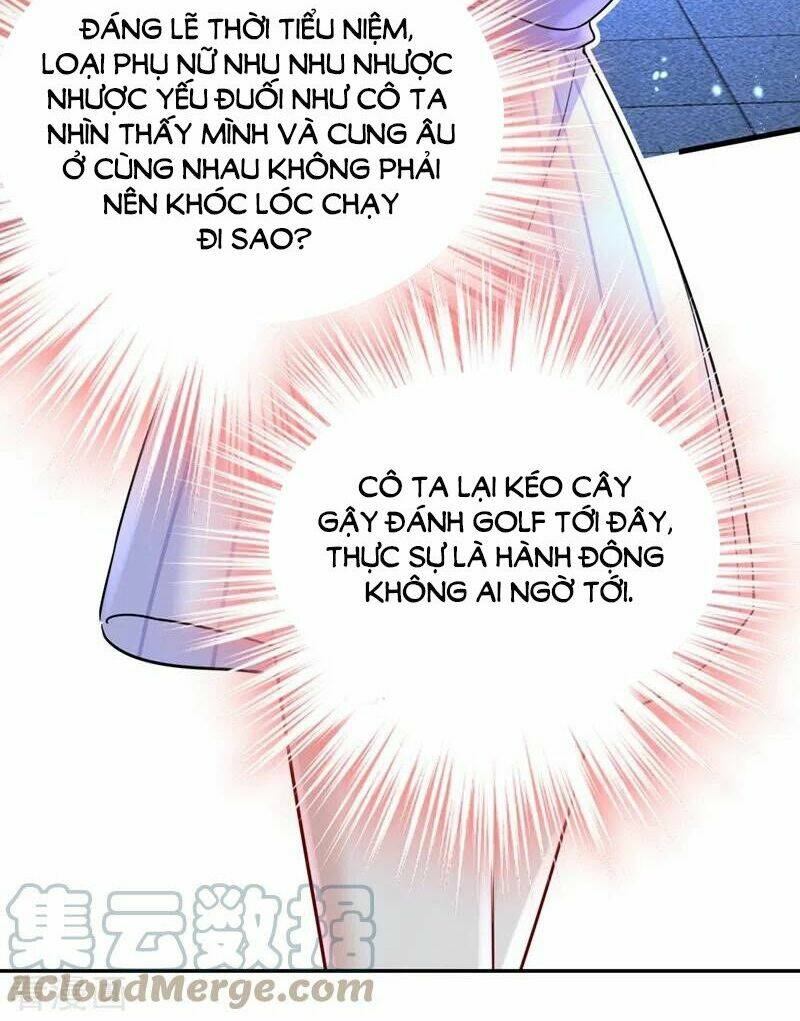 ĐÁNG LẼ THỜI TIỂU NIỆM,
LOẠI PHỤ NỮ NHU NHU NHƯỢC
NHƯỢC YẾU ĐUỐI NHƯ CÔ TA
NHÌN THẤY MÌNH VÀ CUNG ÂU
Ở CÙNG NHAU KHÔNG PHẢI
NÊN KHÓC LÓC CHẠY
ĐI SAO?
CÔ TA LẠI KÉO CÂY
GẬY ĐÁNH GOLF TỚI ĐÂY,
THỰC SỰ LÀ HÀNH ĐỘNG
KHÔNG AI NGỜ TỚI.
集云数据
ACloudMerge.com